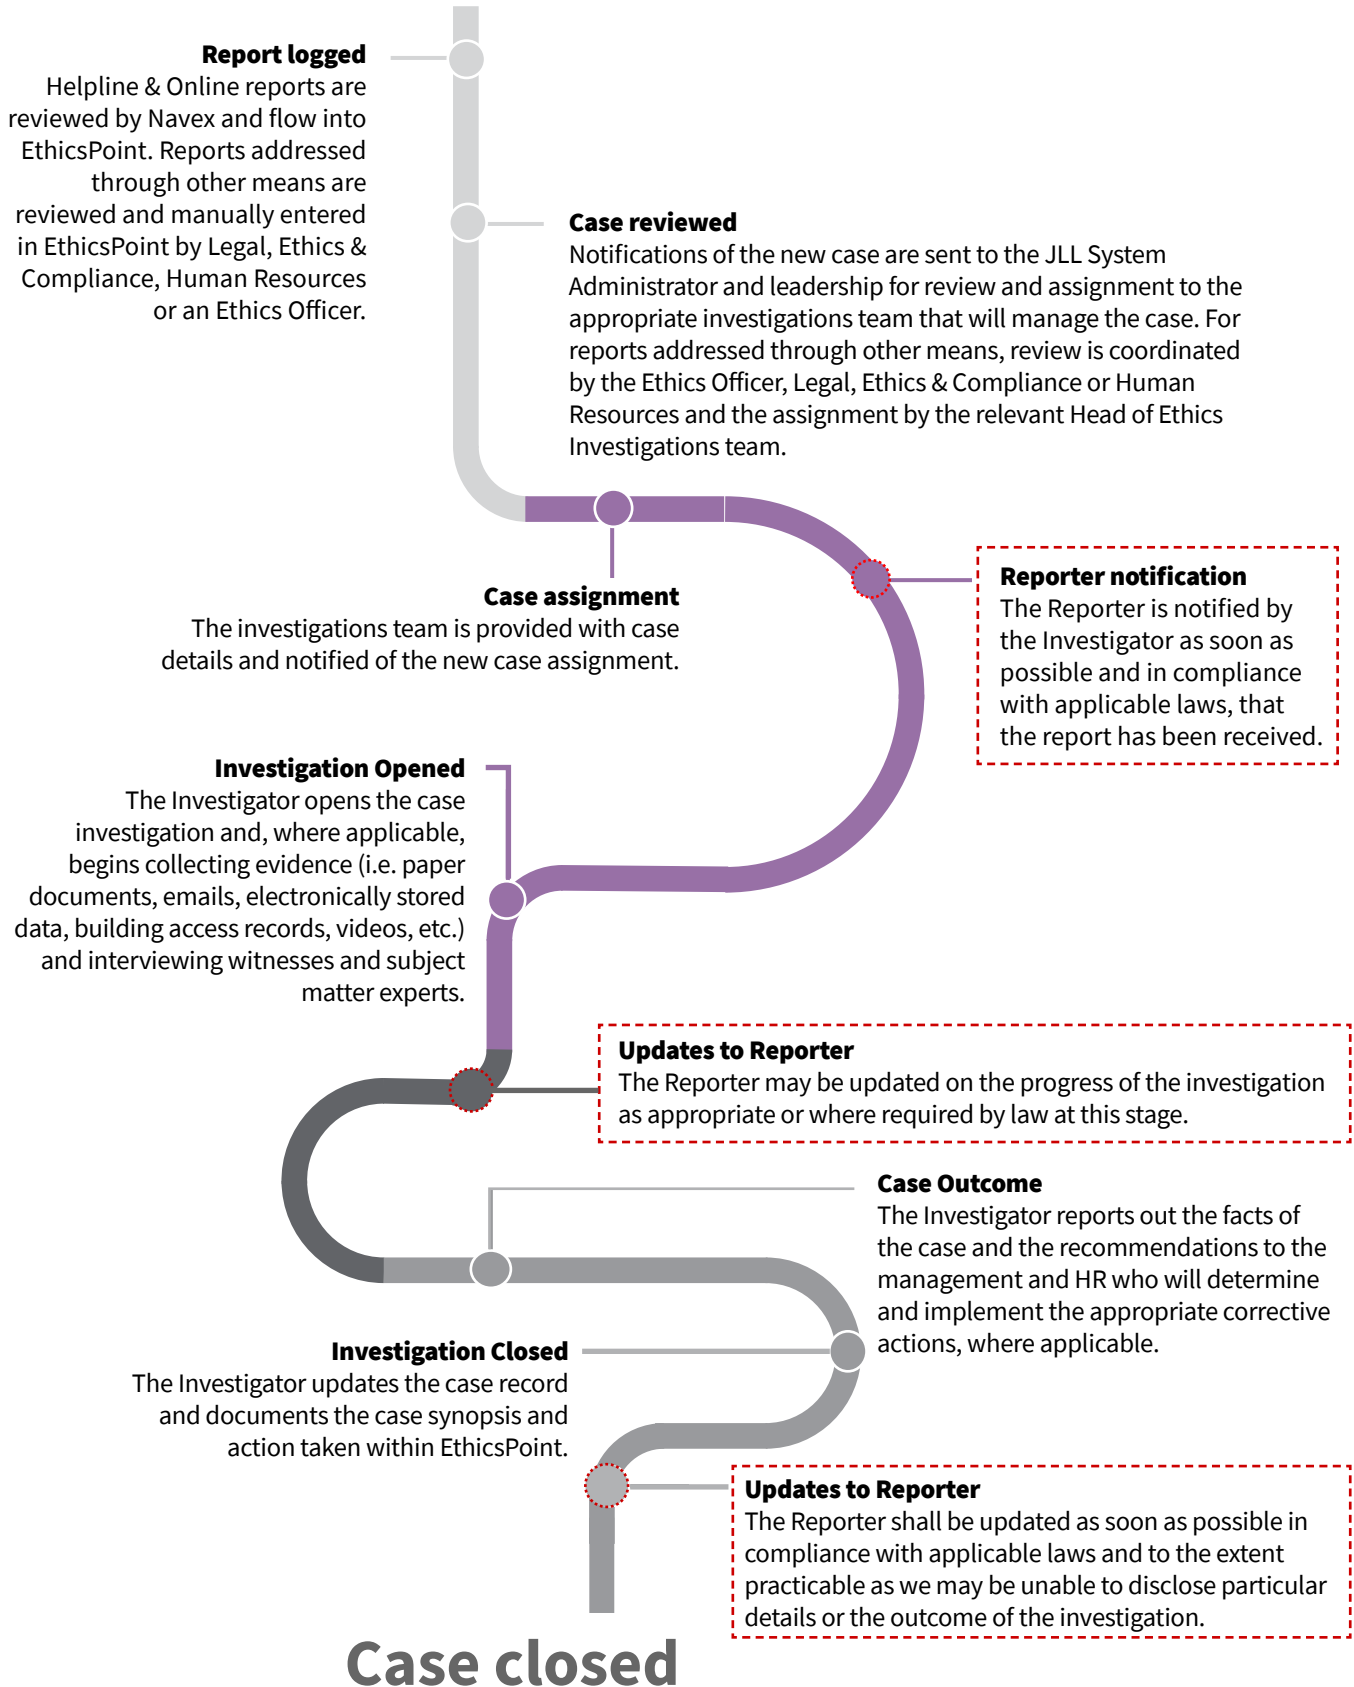 Report logged
Helpline & Online reports are
reviewed by Navex and flow into
EthicsPoint. Reports addressed
through other means are
reviewed and manually entered
in EthicsPoint by Legal, Ethics &
Compliance, Human Resources
or an Ethics Officer.
Case reviewed
Notifications of the new case are sent to the JLL System
Administrator and leadership for review and assignment to the
appropriate investigations team that will manage the case. For
reports addressed through other means, review is coordinated
by the Ethics Officer, Legal, Ethics & Compliance or Human
Resources and the assignment by the relevant Head of Ethics
Investigations team.
Case assignment
The investigations team is provided with case
details and notified of the new case assignment.
Reporter notification
The Reporter is notified by
the Investigator as soon as
possible and in compliance
with applicable laws, that
the report has been received.
Investigation Opened
The Investigator opens the case
investigation and, where applicable,
begins collecting evidence (i.e. paper
documents, emails, electronically stored
data, building access records, videos, etc.)
and interviewing witnesses and subject
matter experts.
Updates to Reporter
The Reporter may be updated on the progress of the investigation
as appropriate or where required by law at this stage.
Case Outcome
The Investigator reports out the facts of
the case and the recommendations to the
management and HR who will determine
and implement the appropriate corrective
actions, where applicable.
Investigation Closed
The Investigator updates the case record
and documents the case synopsis and
action taken within EthicsPoint.
Updates to Reporter
The Reporter shall be updated as soon as possible in
compliance with applicable laws and to the extent
practicable as we may be unable to disclose particular
details or the outcome of the investigation.
Case closed